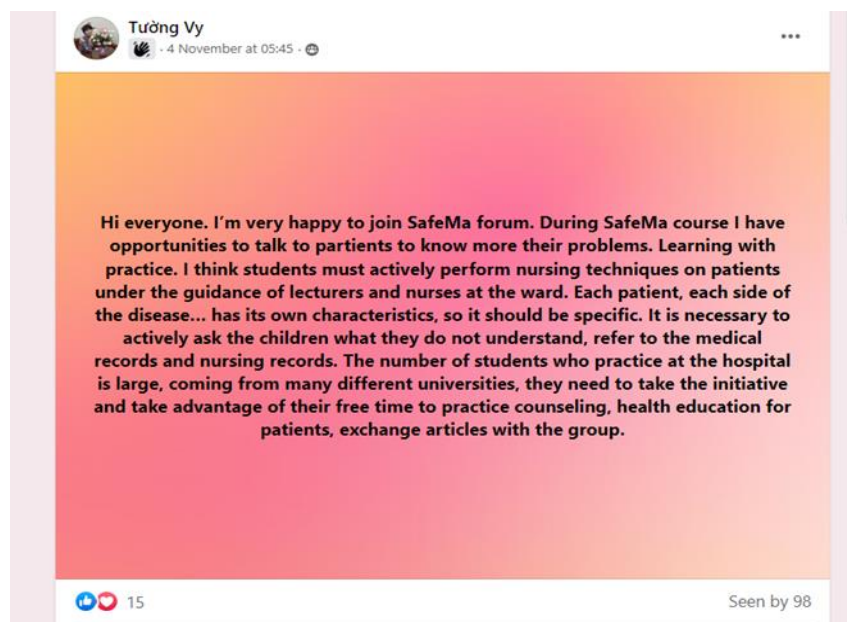 Tường Vy
· 4 November at 05:45 ·
Hi everyone. I'm very happy to join SafeMa forum. During SafeMa course I have
opportunities to talk to partients to know more their problems. Learning with
practice. I think students must actively perform nursing techniques on patients
under the guidance of lecturers and nurses at the ward. Each patient, each side of
the disease... has its own characteristics, so it should be specific. It is necessary to
actively ask the children what they do not understand, refer to the medical
records and nursing records. The number of students who practice at the hospital
is large, coming from many different universities, they need to take the initiative
and take advantage of their free time to practice counseling, health education for
patients, exchange articles with the group.
15
Seen by 98